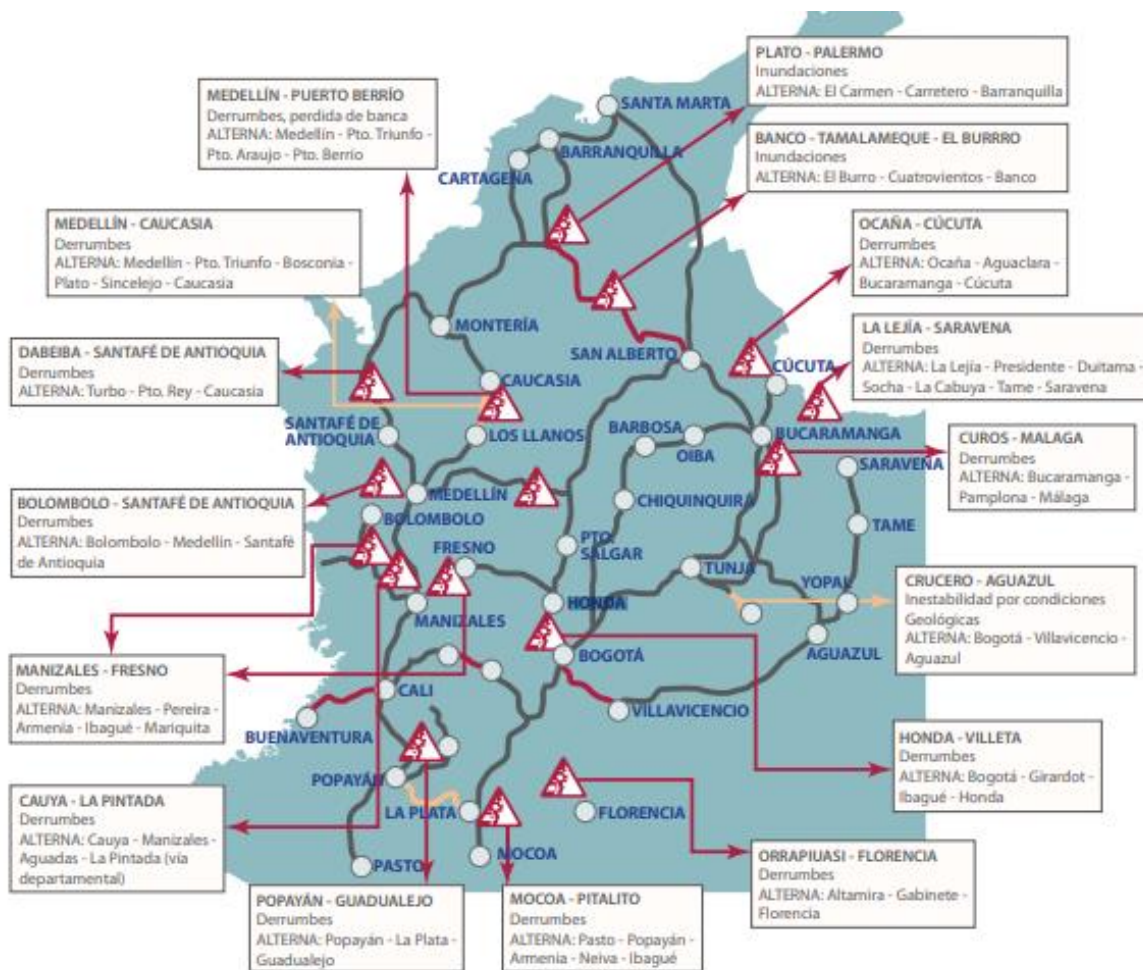 PLATO - PALERMO
Inundaciones
ALTERNA: El Carmen - Carretero - Barranquilla
MEDELLÍN - PUERTO BERRÍO
Derrumbes, perdida de banca
ALTERNA: Medellín - Pto. Triunfo -
Pto. Araujo - Pto. Berrio
BANCO - TAMALAMEQUE - EL BURRRO
Inundaciones
ALTERNA: El Burro - Cuatrovientos - Banco
MEDELLÍN - CAUCASIA
Derrumbes
ALTERNA: Medellín - Pto. Triunfo - Bosconia -
Plato - Sincelejo - Caucasia
OCAÑA - CÚCUTA
Derrumbes
ALTERNA: Ocaña - Aguaclara -
Bucaramanga - Cúcuta
DABEIBA - SANTAFÉ DE ANTIOQUIA
Derrumbes
ALTERNA: Turbo - Pto. Rey - Caucasia
LA LEJÍA - SARAVENA
Derrumbes
ALTERNA: La Lejía - Presidente - Duitama -
Socha - La Cabuya - Tame - Saravena
CUROS - MALAGA
Derrumbes
ALTERNA: Bucaramanga -
Pamplona - Málaga
BOLOMBOLO - SANTAFÉ DE ANTIOQUIA
Derrumbes
ALTERNA: Bolombolo - Medellín - Santafé
de Antioquia
CRUCERO - AGUAZUL
Inestabilidad por condiciones
Geológicas
ALTERNA: Bogotá - Villavicencio -
Aguazul
MANIZALES - FRESNO
Derrumbes
ALTERNA: Manizales - Pereira -
Armenia - Ibagué - Mariquita
HONDA - VILLETA
Derrumbes
ALTERNA: Bogotá - Girardot -
Ibagué - Honda
CAUYA - LA PINTADA
Derrumbes
ALTERNA: Cauya - Manizales -
Aguadas - La Pintada (vía
departamental)
ORRAPIUASI - FLORENCIA
Derrumbes
ALTERNA: Altamira - Gabinete -
Florencia
POPAYÁN - GUADUALEJO
Derrumbes
ALTERNA: Popayán - La Plata -
Guadualejo
MOCOA - PITALITO
Derrumbes
ALTERNA: Pasto - Popayán -
Armenia - Neiva - Ibagué
SANTA MARTA
BARRANQUILLA
CARTAGENA
MONTERÍA
SAN ALBERTO
CAUCASIA
CÚCUTA
SANTAFÉ DE
ANTIOQUIA
LOS LLANOS
BARBOSA
OIBA
BUCARAMANGA
SARAVENA
MEDELLÍN
CHIQUINQUIRÁ
BOLOMBOLO
TAME
FRESNO
PTO.
SALGAR
TUNJA
YOPAL
MANIZALES
HONDA
BOGOTÁ
AGUAZUL
CALI
VILLAVICENCIO
BUENAVENTURA
POPAYÁN
LA PLATA
FLORENCIA
PASTO
MOCOA